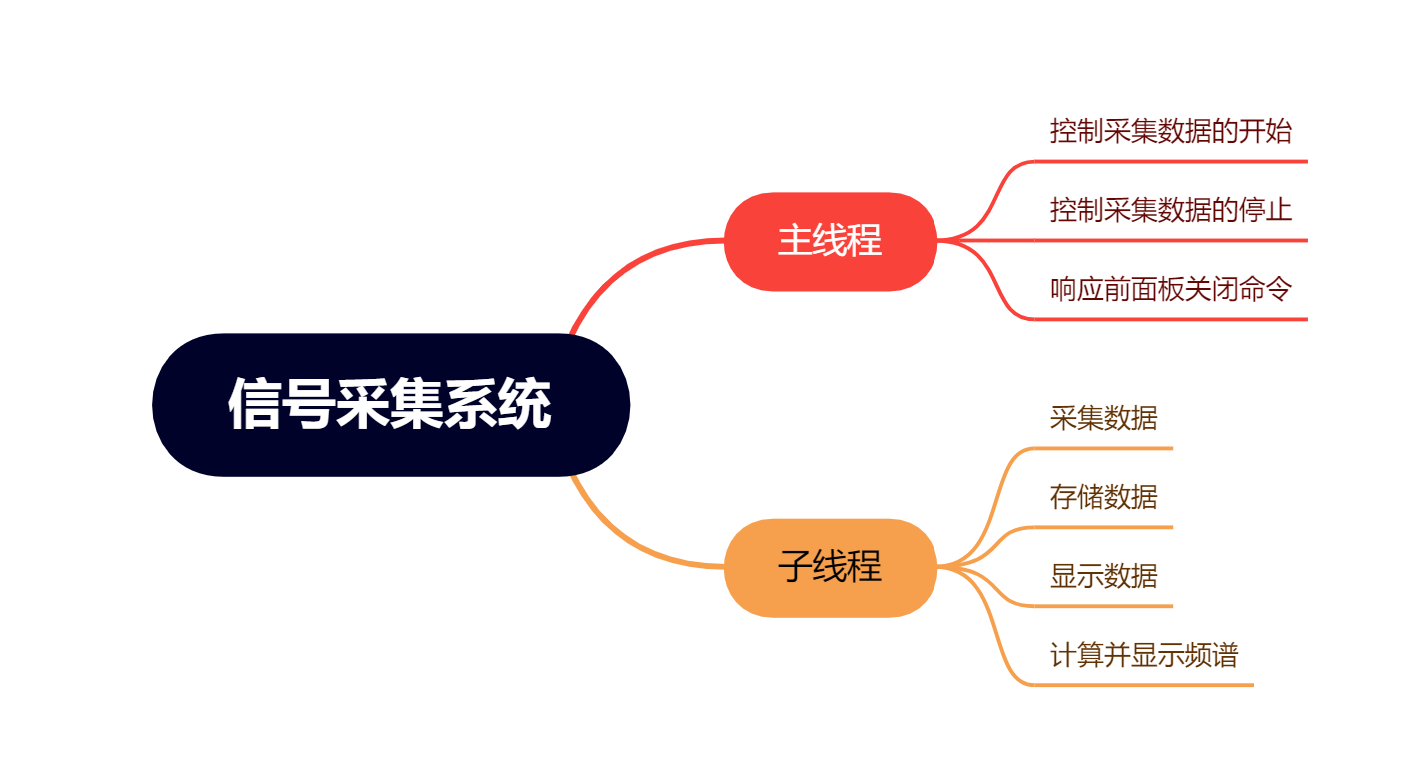 信号采集系统
主线程
控制采集数据的开始
控制采集数据的停止
响应前面板关闭命令
子线程
采集数据
存储数据
显示数据
计算并显示频谱